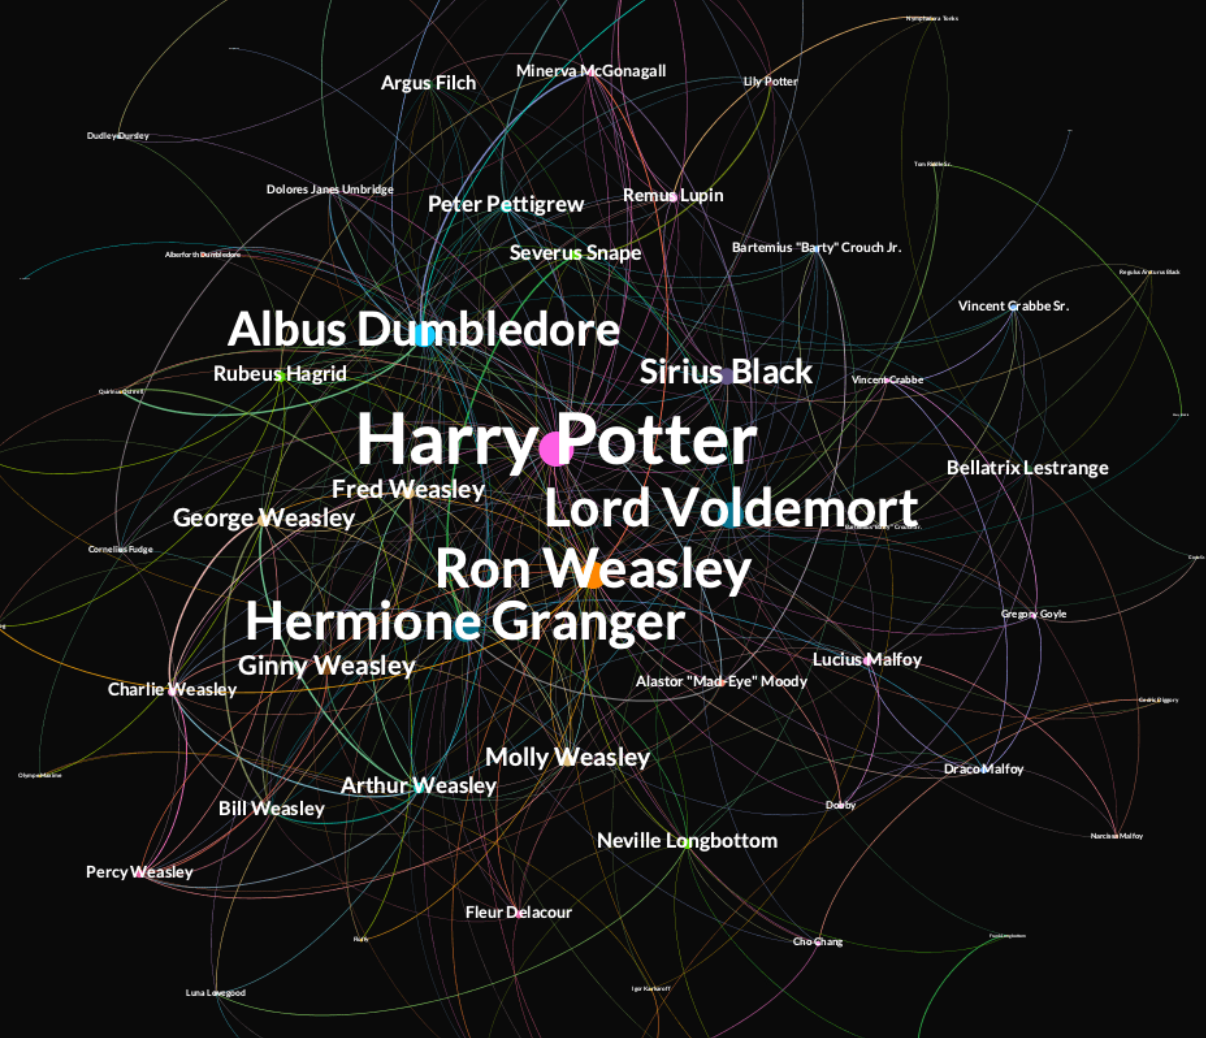 Nymphadora Tonks
Minerva McGonagall
Argus Filch
Lily Potter
Dudley Dursley
Tom Riddle Sr.
Dolores Janes Umbridge
Remus Lupin
Peter Pettigrew
Bartemius "Barty" Crouch Jr.
Severus Snape
Alberforth Dumbledore
Regulus Arcturus Black
Vincent Crabbe Sr.
Albus Dumbledore
Sirius Black
Rubeus Hagrid
Vincent Crabbe
Quirinus Quirrell
Harry Potter
Bellatrix Lestrange
Fred Weasley
Lord Voldemort
George Weasley
Bartemius "Barty" Crouch Sr.
Cornelius Fudge
Ron Weasley
Gregory Goyle
Hermione Granger
Lucius Malfoy
Ginny Weasley
Alastor "Mad-Eye" Moody
Charlie Weasley
Cedric Diggory
Molly Weasley
Draco Malfoy
Olympe Maxime
Arthur Weasley
Dobby
Bill Weasley
Narcissa Malfoy
Neville Longbottom
Percy Weasley
Fleur Delacour
Frank Longbottom
Fluffy
Cho Chang
Igor Karkaroff
Luna Lovegood